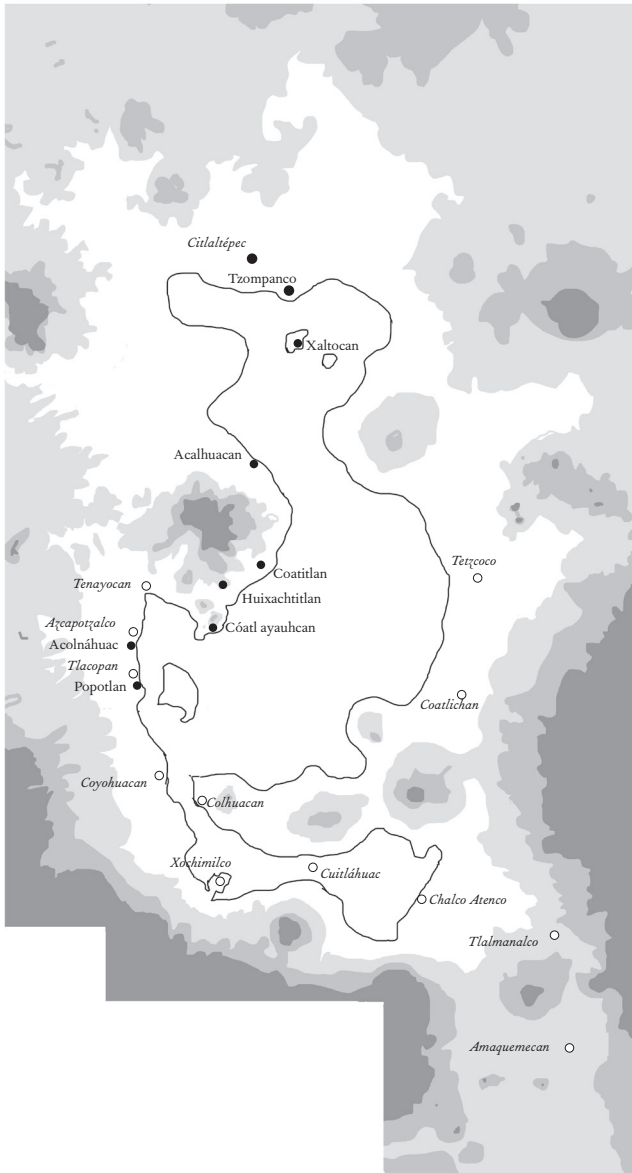 Citlaltépec
Tzompanco
Xaltocan
Acalhuacan
Tetzcoco
Coatitlan
Tenayocan
Huixachtitlan
Azcapotzalco
Cóatl ayauhcan
Acolnáhuac
Tlacopan
Popotlan
Coatlichan
Coyohuacan
Colhuacan
Xochimilco
Cuitláhuac
Chalco Atenco
Tlalmanalco
Amaquemecan